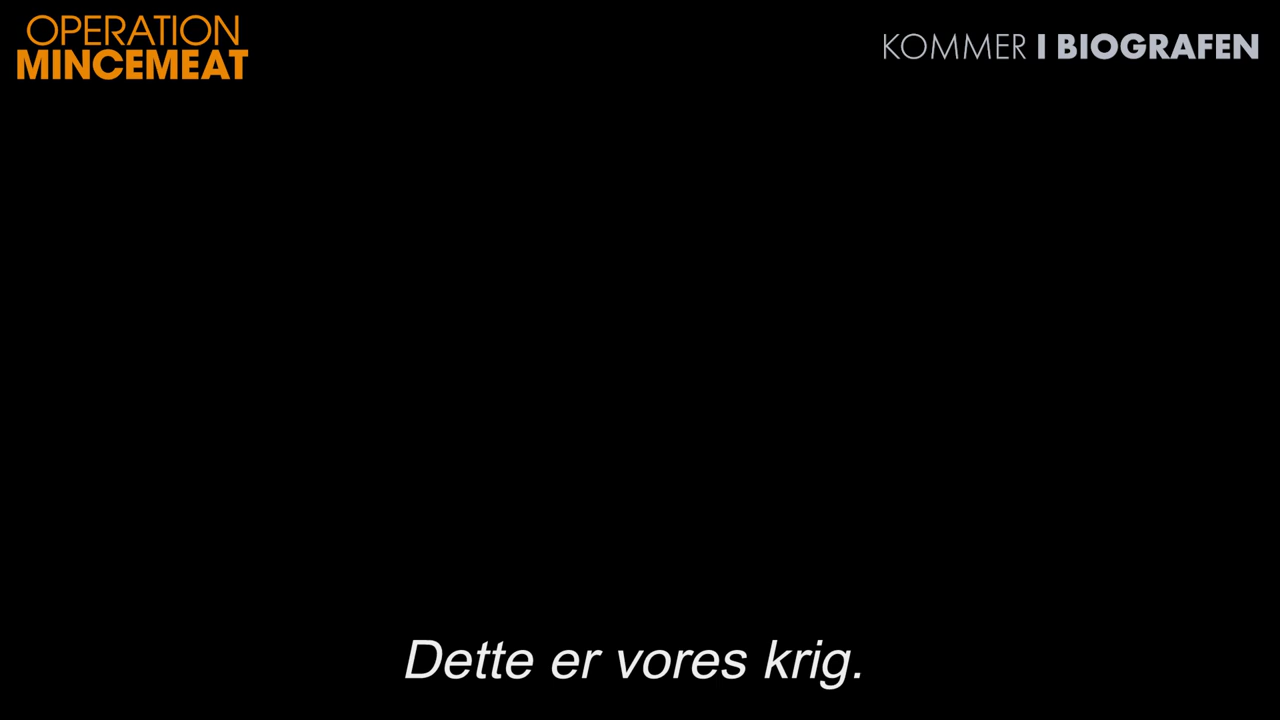 OPERATION
MINCEMEAT
KOMMER I BIOGRAFEN
Dette er vores krig.